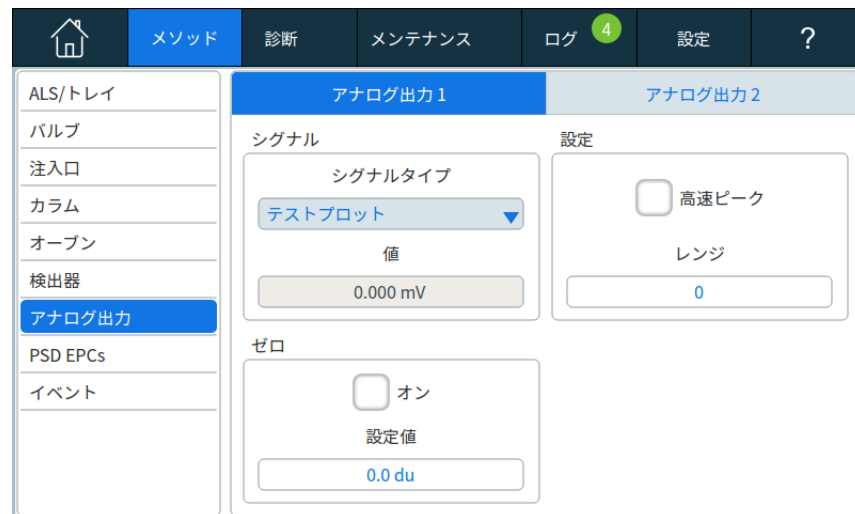 メソッド 診断 メンテナンス ログ 4 設定 ?
ALS/トレイ
バルブ
注入口
カラム
オーブン
検出器
アナログ出力
PSD EPCs
イベント
アナログ出力 1 アナログ出力 2
シグナル
シグナルタイプ
テストプロット
値
0.000 mV
設定
高速ピーク
レンジ
0
ゼロ
オン
設定値
0.0 du